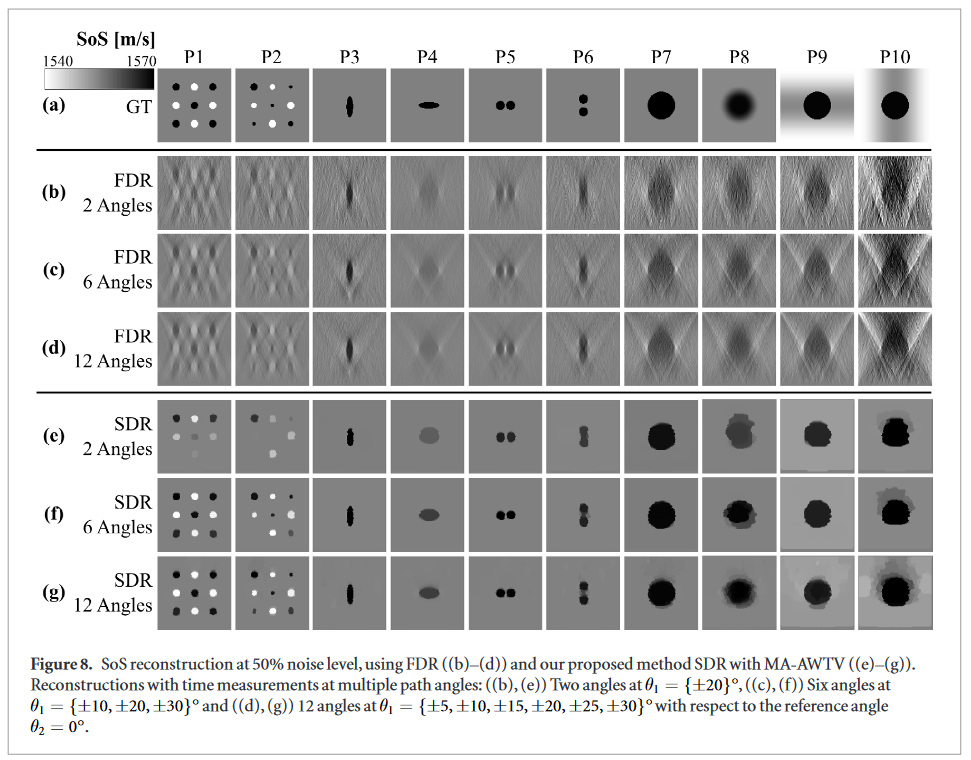 SoS [m/s]
1540 1570
P1 P2 P3 P4 P5 P6 P7 P8 P9 P10
(a) GT
(b) FDR
2 Angles
(c) FDR
6 Angles
(d) FDR
12 Angles
(c) SDR
2 Angles
(f) SDR
6 Angles
(g) SDR
12 Angles
Figure 8. SoS reconstruction at 50% noise level, using FDR ((b)–(d)) and our proposed method SDR with MA-AWTV ((e)–(g)).
Reconstructions with time measurements at multiple path angles: ((b), (e)) Two angles at θ₁ = {±20}°, ((c), (f)) Six angles at
θ₁ = {±10, ±20, ±30}° and ((d), (g)) 12 angles at θ₁ = {±5, ±10, ±15, ±20, ±25, ±30}° with respect to the reference angle
θ₂ = 0°.